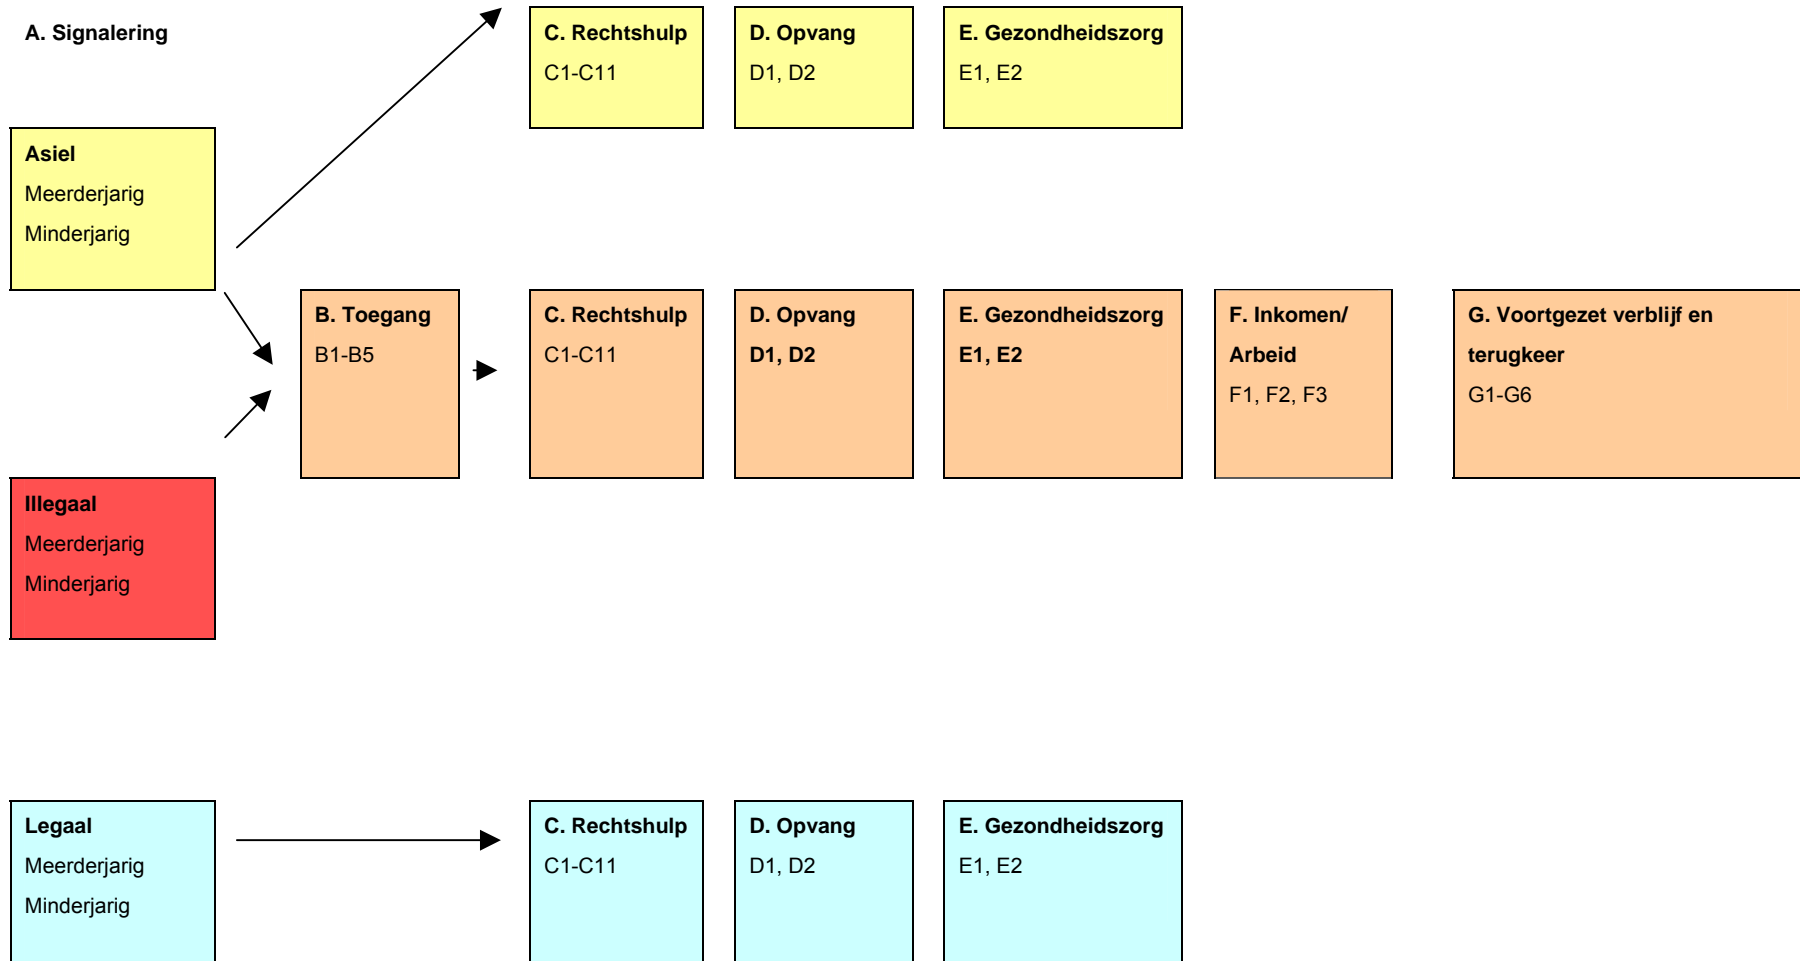 A. Signalering
C. Rechtshulp
C1-C11
D. Opvang
D1, D2
E. Gezondheidszorg
E1, E2
Asiel
Meerderjarig
Minderjarig
B. Toegang
B1-B5
C. Rechtshulp
C1-C11
D. Opvang
D1, D2
E. Gezondheidszorg
E1, E2
F. Inkomen/
Arbeid
F1, F2, F3
G. Voortgezet verblijf en
terugkeer
G1-G6
Illegaal
Meerderjarig
Minderjarig
Legaal
Meerderjarig
Minderjarig
C. Rechtshulp
C1-C11
D. Opvang
D1, D2
E. Gezondheidszorg
E1, E2